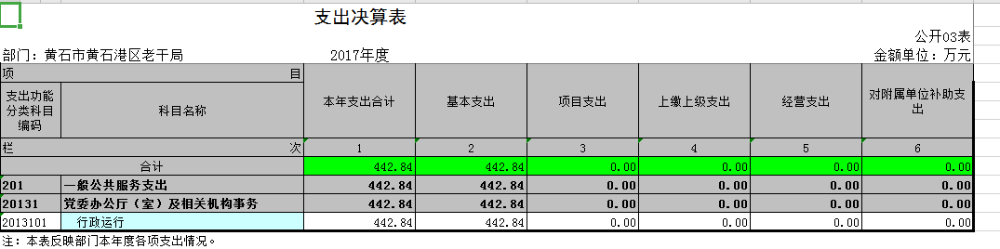 支出决算表
公开03表
部门：黄石市黄石港区老干局 2017年度 金额单位：万元
项 目 本年支出合计 基本支出 项目支出 上缴上级支出 经营支出 对附属单位补助支出
支出功能分类科目编码 科目名称
栏 次 1 2 3 4 5 6
合计 442.84 442.84 0.00 0.00 0.00 0.00
201 一般公共服务支出 442.84 442.84 0.00 0.00 0.00 0.00
20131 党委办公厅（室）及相关机构事务 442.84 442.84 0.00 0.00 0.00 0.00
2013101 行政运行 442.84 442.84 0.00 0.00 0.00 0.00
注：本表反映部门本年度各项支出情况。